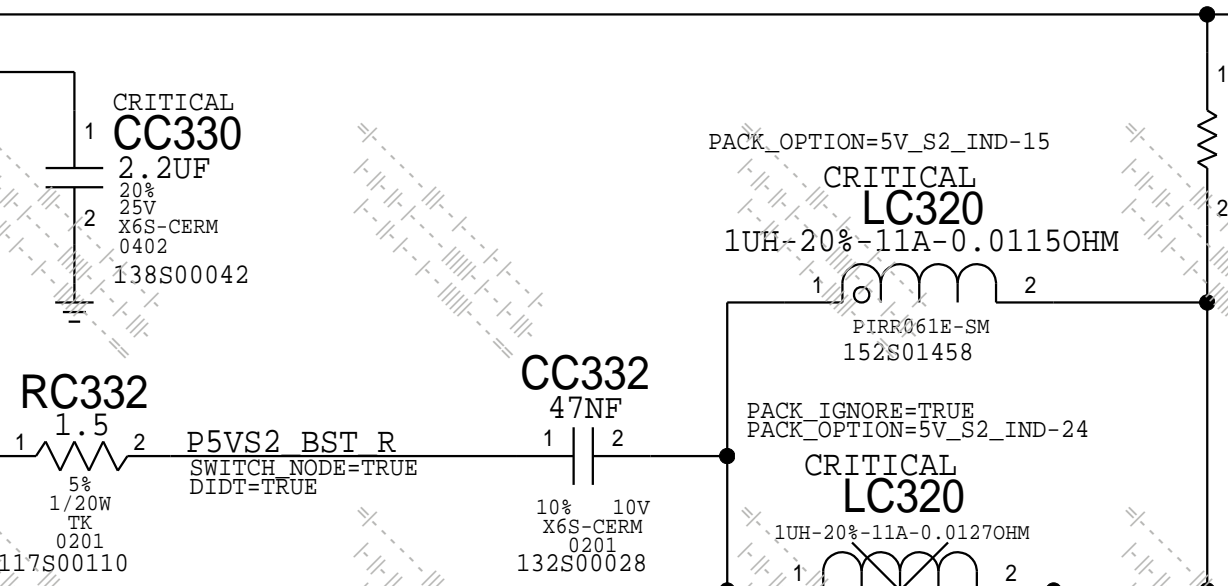 CRITICAL
1
CC330
2.2UF
20%
25V
2
X6S-CERM
0402
138S00042
PACK_OPTION=5V_S2_IND-15
CRITICAL
LC320
1UH-20%-11A-0.0115OHM
1
2
PIRR061E-SM
152S01458
1
2
RC332
1.5
1
2
5%
1/20W
TK
0201
117S00110
P5VS2_BST_R
SWITCH_NODE=TRUE
DIDT=TRUE
CC332
47NF
1
2
10%
10V
X6S-CERM
0201
132S00028
PACK_IGNORE=TRUE
PACK_OPTION=5V_S2_IND-24
CRITICAL
LC320
1UH-20%-11A-0.0127OHM
1
2